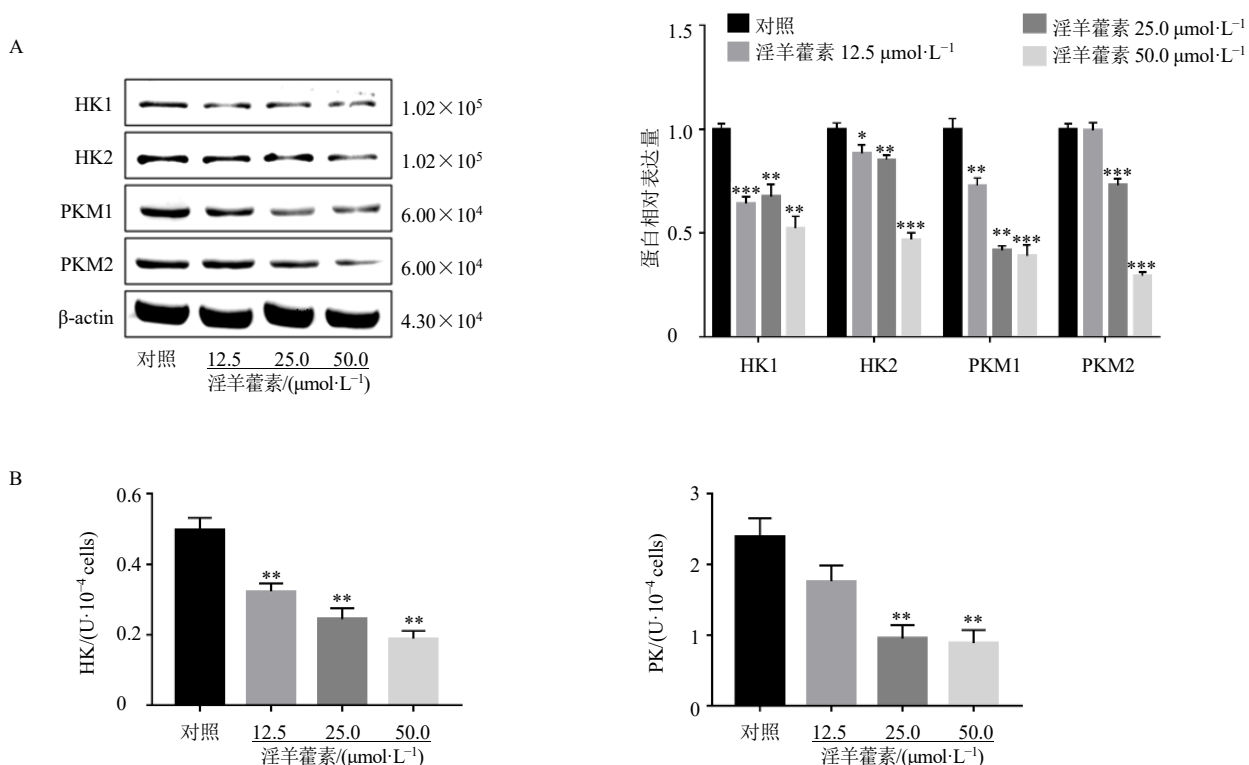 A
HK1
1.02×10⁵
HK2
1.02×10⁵
PKM1
6.00×10⁴
PKM2
6.00×10⁴
β-actin
4.30×10⁴
对照 12.5 25.0 50.0
淫羊藿素/(μmol·L⁻¹)
对照
淫羊藿素 12.5 μmol·L⁻¹
淫羊藿素 25.0 μmol·L⁻¹
淫羊藿素 50.0 μmol·L⁻¹
蛋白相对表达量
1.5
1.0
0.5
0
*** ** **
* ** ***
** ** ***
*** ***
HK1 HK2 PKM1 PKM2
B
HK/(U·10⁻⁴ cells)
0.6
0.4
0.2
0
** ** **
对照 12.5 25.0 50.0
淫羊藿素/(μmol·L⁻¹)
PK/(U·10⁻⁴ cells)
3
2
1
0
** **
对照 12.5 25.0 50.0
淫羊藿素/(μmol·L⁻¹)